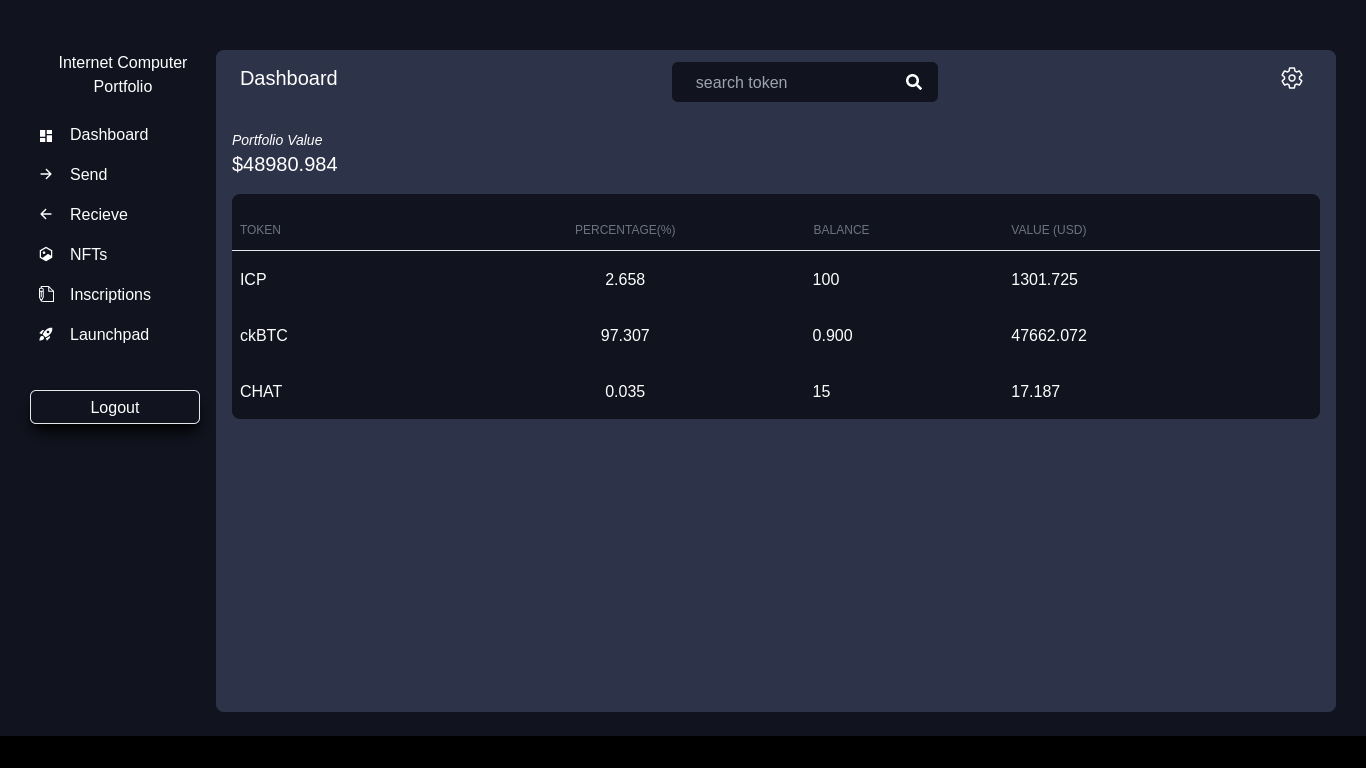 Internet Computer
Portfolio
Dashboard
Send
Recieve
NFTs
Inscriptions
Launchpad
Logout
Dashboard
search token
Portfolio Value
$48980.984
TOKEN PERCENTAGE(%) BALANCE VALUE (USD)
ICP 2.658 100 1301.725
ckBTC 97.307 0.900 47662.072
CHAT 0.035 15 17.187